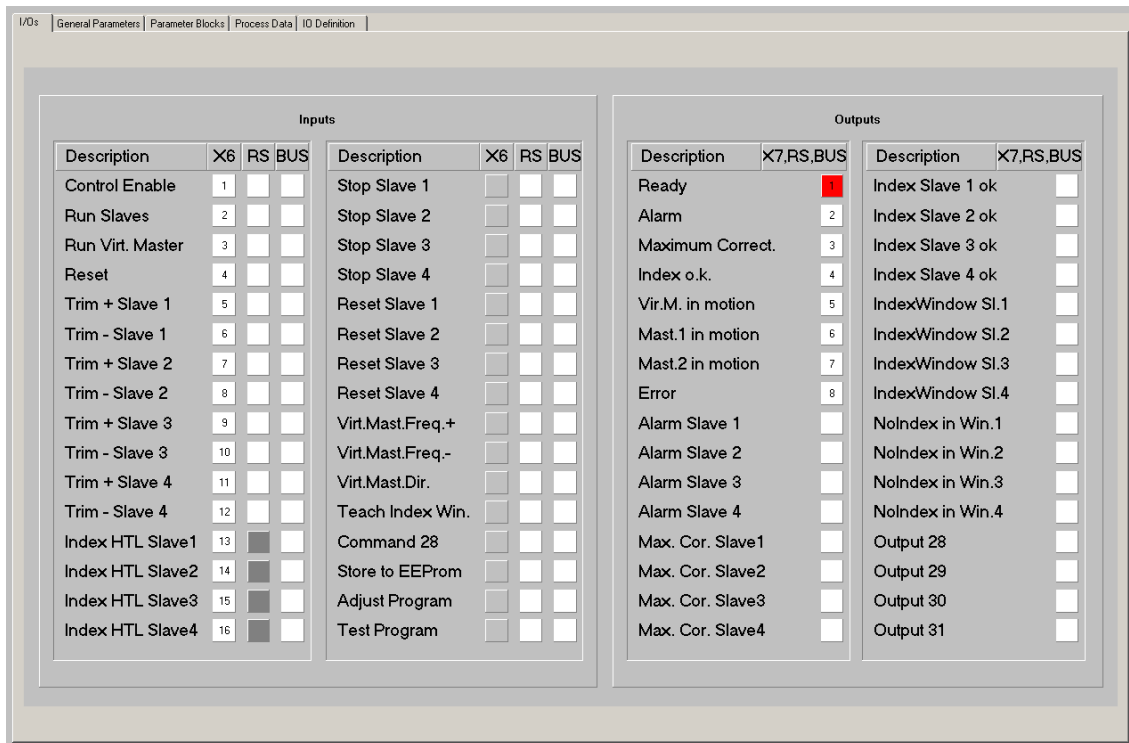 I/Os General Parameters Parameter Blocks Process Data IO Definition
Inputs
Description X6 RS BUS
Control Enable 1
Run Slaves 2
Run Virt. Master 3
Reset 4
Trim + Slave 1 5
Trim - Slave 1 6
Trim + Slave 2 7
Trim - Slave 2 8
Trim + Slave 3 9
Trim - Slave 3 10
Trim + Slave 4 11
Trim - Slave 4 12
Index HTL Slave1 13
Index HTL Slave2 14
Index HTL Slave3 15
Index HTL Slave4 16
Description X6 RS BUS
Stop Slave 1
Stop Slave 2
Stop Slave 3
Stop Slave 4
Reset Slave 1
Reset Slave 2
Reset Slave 3
Reset Slave 4
Virt.Mast.Freq.+
Virt.Mast.Freq.-
Virt.Mast.Dir.
Teach Index Win.
Command 28
Store to EEProm
Adjust Program
Test Program
Outputs
Description X7,RS,BUS
Ready 1
Alarm 2
Maximum Correct. 3
Index o.k. 4
Vir.M. in motion 5
Mast.1 in motion 6
Mast.2 in motion 7
Error 8
Alarm Slave 1
Alarm Slave 2
Alarm Slave 3
Alarm Slave 4
Max. Cor. Slave1
Max. Cor. Slave2
Max. Cor. Slave3
Max. Cor. Slave4
Description X7,RS,BUS
Index Slave 1 ok
Index Slave 2 ok
Index Slave 3 ok
Index Slave 4 ok
IndexWindow Sl.1
IndexWindow Sl.2
IndexWindow Sl.3
IndexWindow Sl.4
NoIndex in Win.1
NoIndex in Win.2
NoIndex in Win.3
NoIndex in Win.4
Output 28
Output 29
Output 30
Output 31